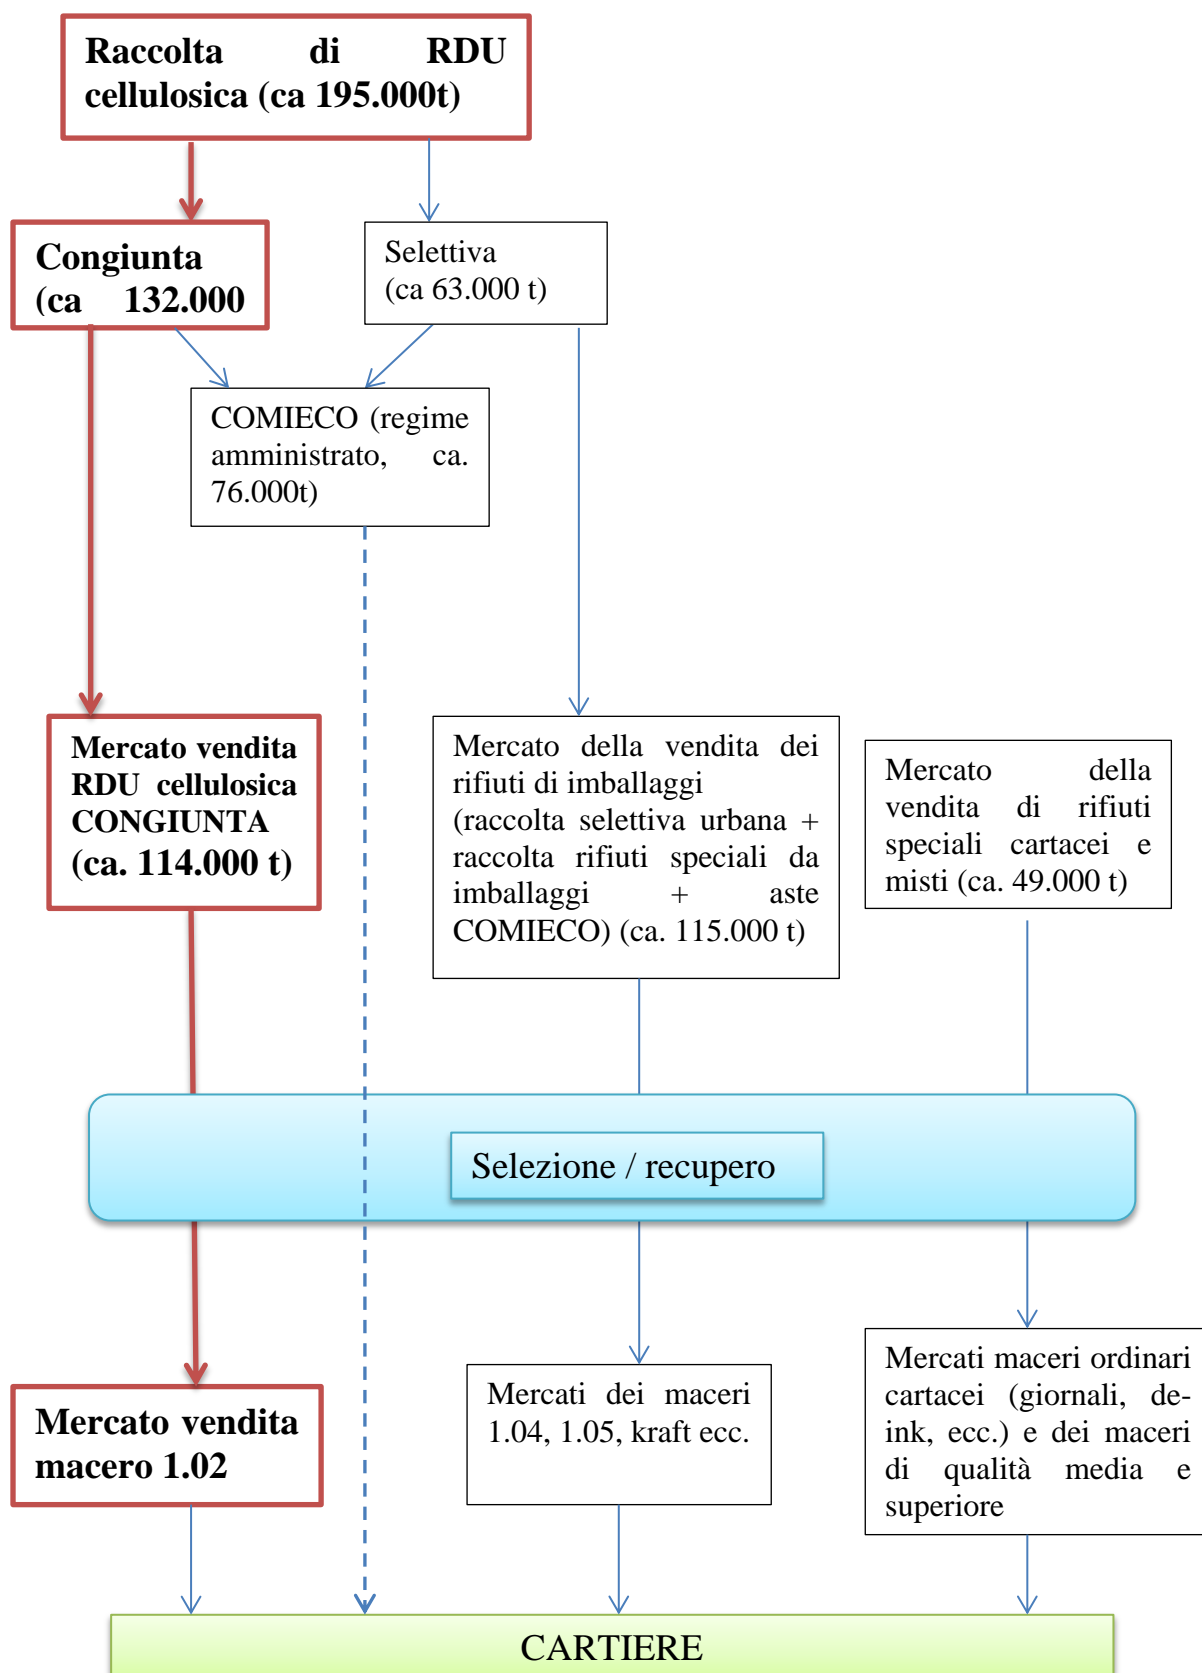 Raccolta di RDU
cellulosica (ca 195.000t)
Congiunta
(ca 132.000
Selettiva
(ca 63.000 t)
COMIECO (regime
amministrato, ca.
76.000t)
Mercato vendita
RDU cellulosica
CONGIUNTA
(ca. 114.000 t)
Mercato della vendita dei
rifiuti di imballaggi
(raccolta selettiva urbana +
raccolta rifiuti speciali da
imballaggi + aste
COMIECO) (ca. 115.000 t)
Mercato della
vendita di rifiuti
speciali cartacei e
misti (ca. 49.000 t)
Selezione / recupero
Mercato vendita
macero 1.02
Mercati dei maceri
1.04, 1.05, kraft ecc.
Mercati maceri ordinari
cartacei (giornali, de-
ink, ecc.) e dei maceri
di qualità media e
superiore
CARTIERE